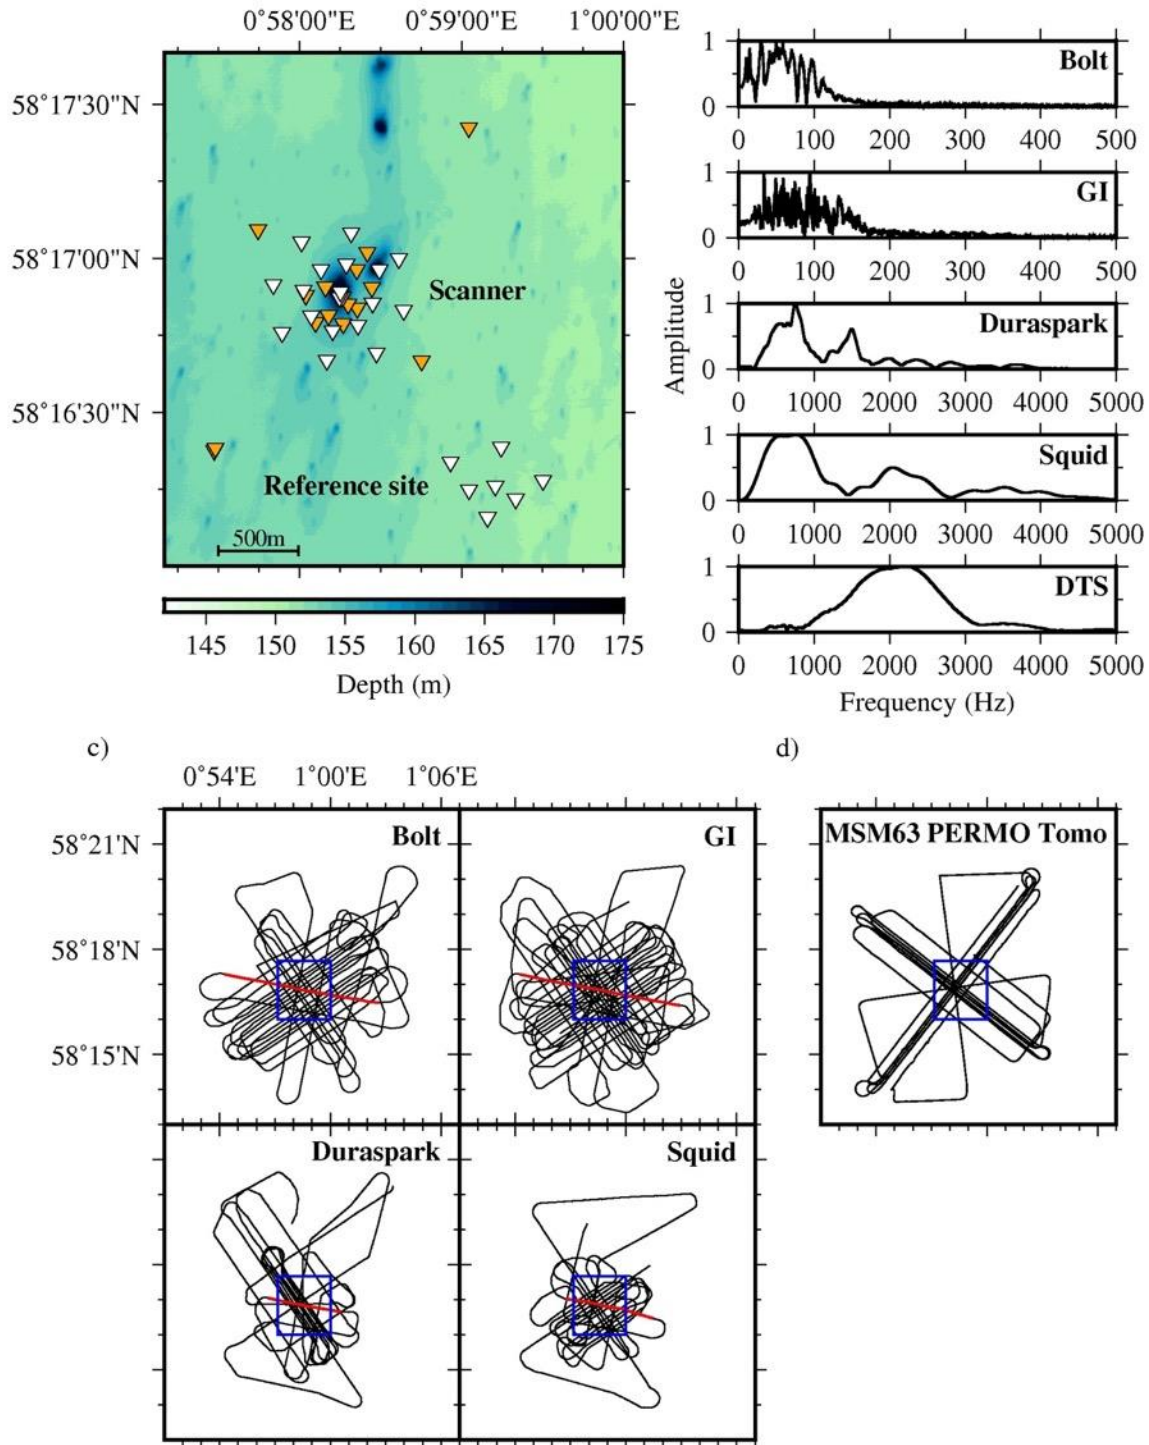 0°58'00"E 0°59'00"E 1°00'00"E
58°17'30"N
58°17'00"N
58°16'30"N
Scanner
Reference site
500m
145 150 155 160 165 170 175
Depth (m)
Amplitude
1
0
Bolt
0 100 200 300 400 500
1
0
GI
0 100 200 300 400 500
1
0
Duraspark
0 1000 2000 3000 4000 5000
1
0
Squid
0 1000 2000 3000 4000 5000
1
0
DTS
0 1000 2000 3000 4000 5000
Frequency (Hz)
c)
0°54'E 1°00'E 1°06'E
58°21'N
58°18'N
58°15'N
Bolt
GI
Duraspark
Squid
d)
MSM63 PERMO Tomo